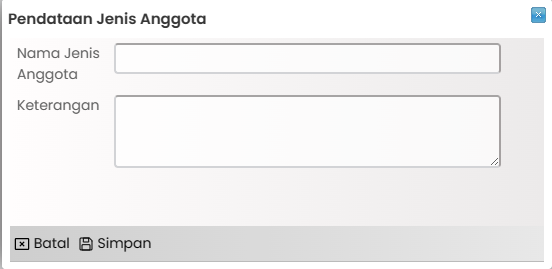 Pendataan Jenis Anggota
Nama Jenis
Anggota
Keterangan
Batal Simpan